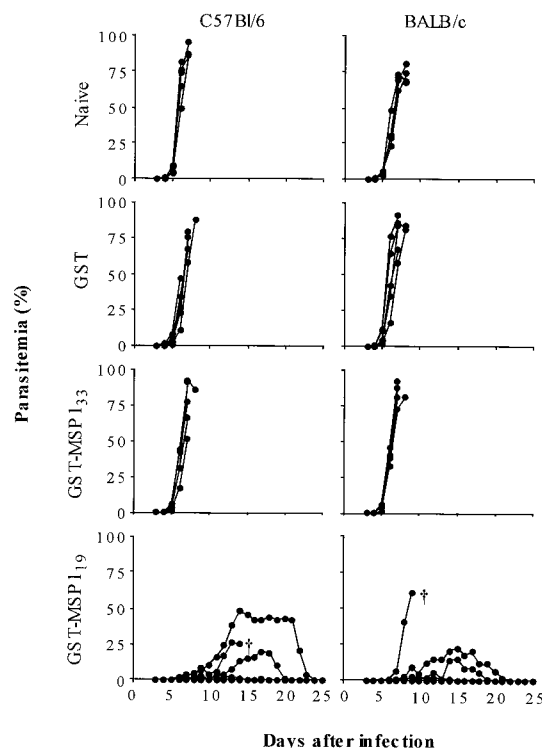 C57Bl/6 BALB/c
Naive
100
75
50
25
0
GST
100
75
50
25
0
GST-MSP1₃₃
100
75
50
25
0
GST-MSP1₁₉
100
75
50
25
0
† †
0 5 10 15 20 25 0 5 10 15 20 25
Parasitemia (%)
Days after infection